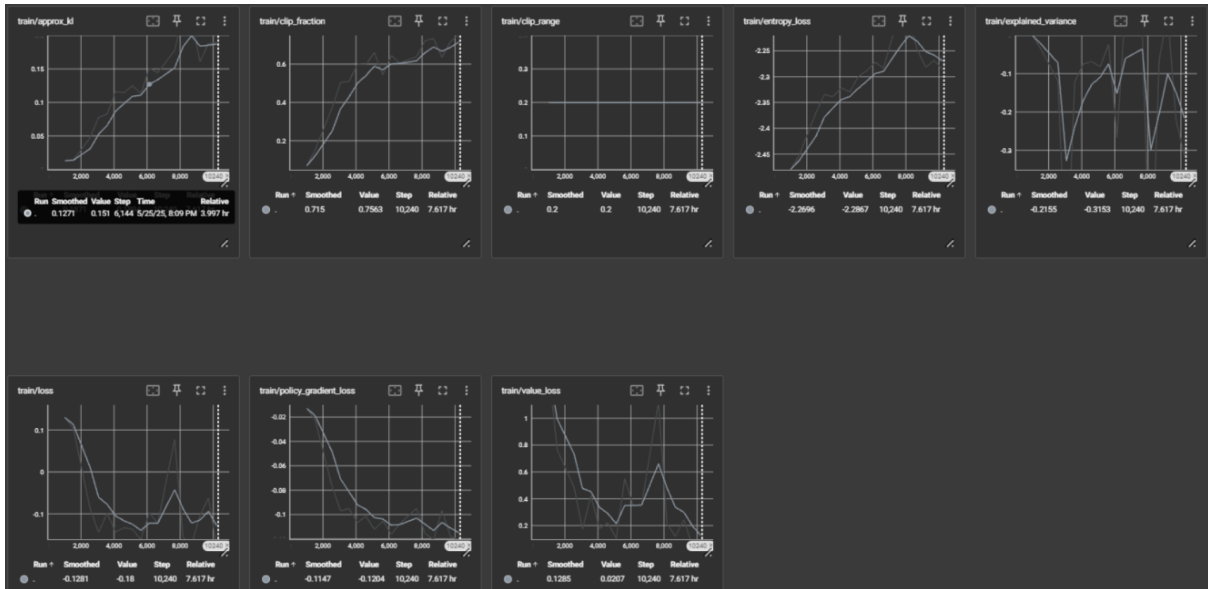 train/approx_kl
0.15
0.1
0.05
2,000 4,000 6,000 8,000 10240
Run Smoothed Value Step Time Relative
. 0.1271 0.151 6,144 5/25/25, 8:09 PM 3.997 hr
train/clip_fraction
0.6
0.4
0.2
2,000 4,000 6,000 8,000 10240
Run ↑ Smoothed Value Step Relative
. 0.715 0.7563 10,240 7.617 hr
train/clip_range
0.3
0.2
0.1
2,000 4,000 6,000 8,000 10240
Run ↑ Smoothed Value Step Relative
. 0.2 0.2 10,240 7.617 hr
train/entropy_loss
-2.25
-2.3
-2.35
-2.4
-2.45
2,000 4,000 6,000 8,000 10240
Run ↑ Smoothed Value Step Relative
. -2.2696 -2.2867 10,240 7.617 hr
train/explained_variance
-0.1
-0.2
-0.3
2,000 4,000 6,000 8,000 10240
Run ↑ Smoothed Value Step Relative
. -0.2155 -0.3153 10,240 7.617 hr
train/loss
0.1
0
-0.1
2,000 4,000 6,000 8,000 10240
Run ↑ Smoothed Value Step Relative
. -0.1281 -0.18 10,240 7.617 hr
train/policy_gradient_loss
-0.02
-0.04
-0.06
-0.08
-0.1
2,000 4,000 6,000 8,000 10240
Run ↑ Smoothed Value Step Relative
. -0.1147 -0.1204 10,240 7.617 hr
train/value_loss
1
0.8
0.6
0.4
0.2
2,000 4,000 6,000 8,000 10240
Run ↑ Smoothed Value Step Relative
. 0.1285 0.0207 10,240 7.617 hr